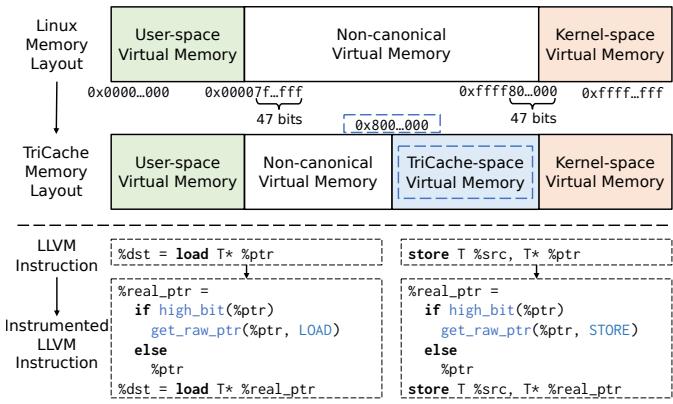 Linux
Memory
Layout
User-space
Virtual Memory
Non-canonical
Virtual Memory
Kernel-space
Virtual Memory
0x0000…000
0x00007f…fff
0xffff80…000
0xffff…fff
47 bits
47 bits
0x800…000
TriCache
Memory
Layout
User-space
Virtual Memory
Non-canonical
Virtual Memory
TriCache-space
Virtual Memory
Kernel-space
Virtual Memory
LLVM
Instruction
%dst = load T* %ptr
store T %src, T* %ptr
Instrumented
LLVM
Instruction
%real_ptr =
if high_bit(%ptr)
get_raw_ptr(%ptr, LOAD)
else
%ptr
%dst = load T* %real_ptr
%real_ptr =
if high_bit(%ptr)
get_raw_ptr(%ptr, STORE)
else
%ptr
store T %src, T* %real_ptr